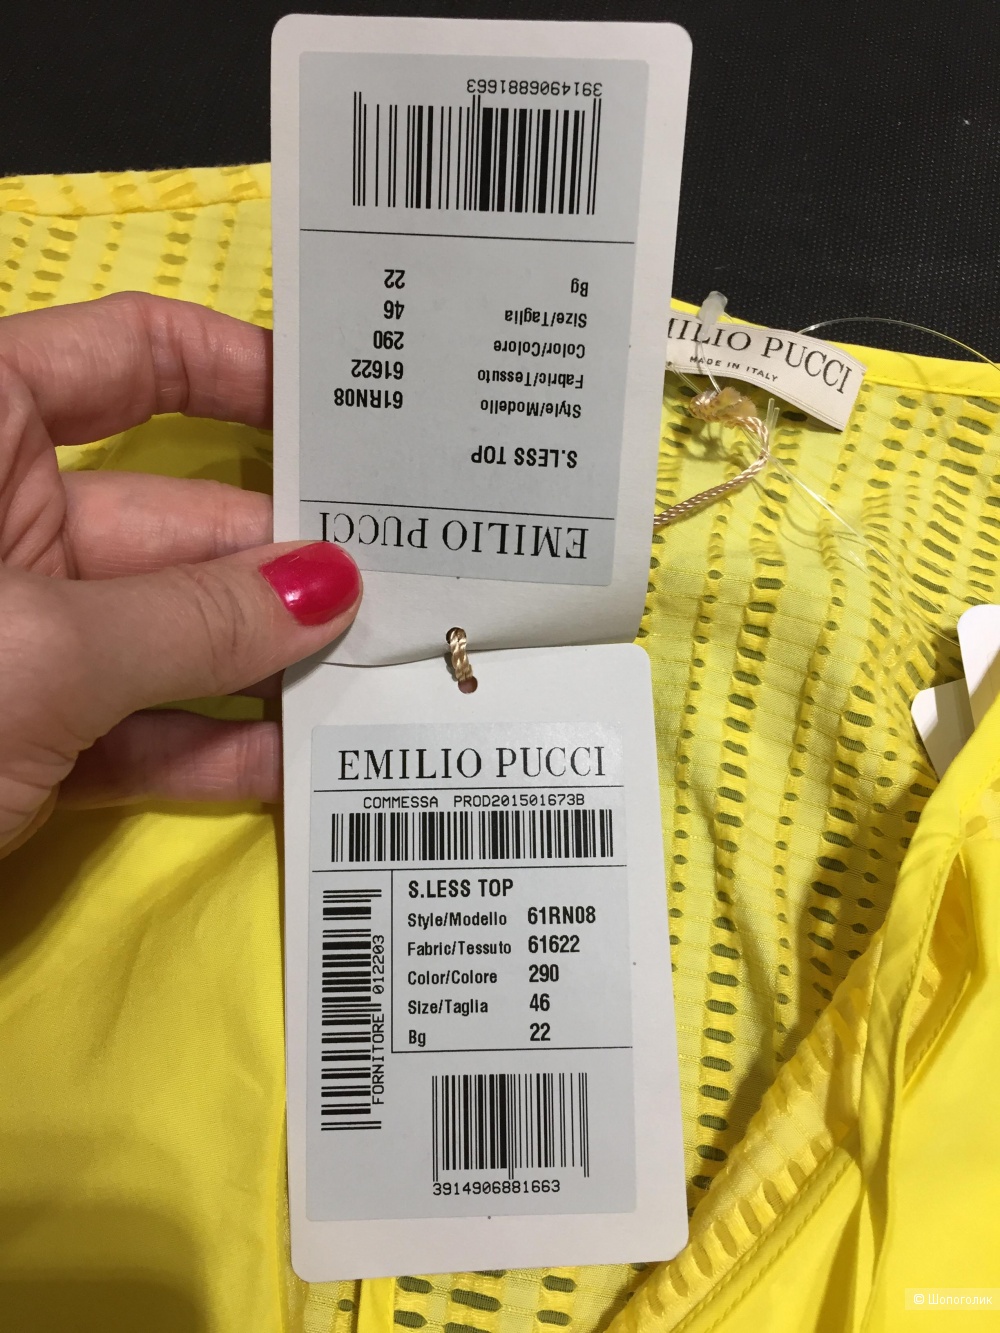 3914906881663
Bg 22
Size/Taglia 46
Color/Colore 290
Fabric/Tessuto 61622
Style/Modello 61RN08
S.LESS TOP
EMILIO PUCCI
MILIO PUCCI
MADE IN ITALY
EMILIO PUCCI
COMMESSA PROD201501673B
S.LESS TOP
Style/Modello 61RN08
Fabric/Tessuto 61622
Color/Colore 290
Size/Taglia 46
Bg 22
FORNITORE 012203
3914906881663
© Шопоголик